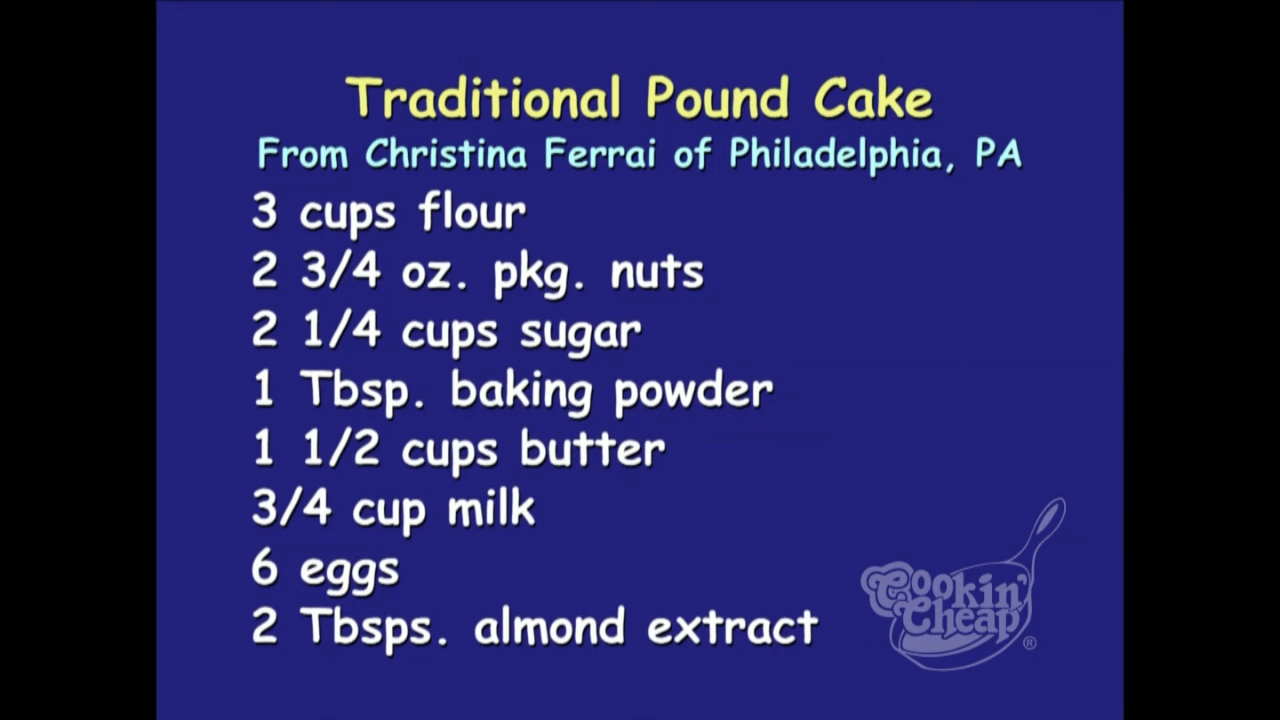 Traditional Pound Cake
From Christina Ferrai of Philadelphia, PA
3 cups flour
2 3/4 oz. pkg. nuts
2 1/4 cups sugar
1 Tbsp. baking powder
1 1/2 cups butter
3/4 cup milk
6 eggs
2 Tbsps. almond extract
Cookin'
Cheap
®